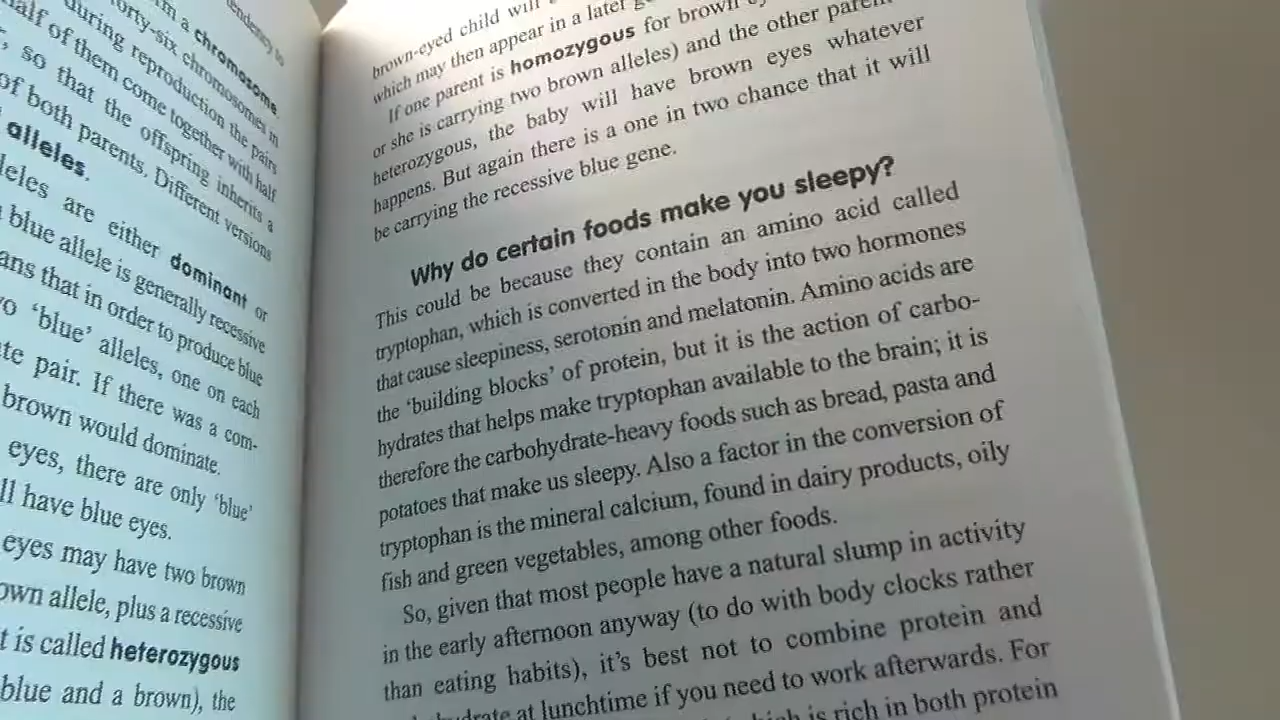 tendency to
in a chromosome.
forty-six chromosomes in
during reproduction the pairs
half of them come together with half
so that the offspring inherits a
of both parents. Different versions
alleles.
alleles are either dominant or
blue allele is generally recessive
means that in order to produce blue
two ‘blue’ alleles, one on each
pair. If there was a com-
brown would dominate.
eyes, there are only ‘blue’
have blue eyes.
eyes may have two brown
allele, plus a recessive
is called heterozygous
blue and a brown), the
brown-eyed child will
which may then appear in a later
If one parent is homozygous for brown
or she is carrying two brown alleles) and the other parent
heterozygous, the baby will have brown eyes whatever
happens. But again there is a one in two chance that it will
be carrying the recessive blue gene.
Why do certain foods make you sleepy?
This could be because they contain an amino acid called
tryptophan, which is converted in the body into two hormones
that cause sleepiness, serotonin and melatonin. Amino acids are
the ‘building blocks’ of protein, but it is the action of carbo-
hydrates that helps make tryptophan available to the brain; it is
therefore the carbohydrate-heavy foods such as bread, pasta and
potatoes that make us sleepy. Also a factor in the conversion of
tryptophan is the mineral calcium, found in dairy products, oily
fish and green vegetables, among other foods.
So, given that most people have a natural slump in activity
in the early afternoon anyway (to do with body clocks rather
than eating habits), it’s best not to combine protein and
at lunchtime if you need to work afterwards. For
which is rich in both protein